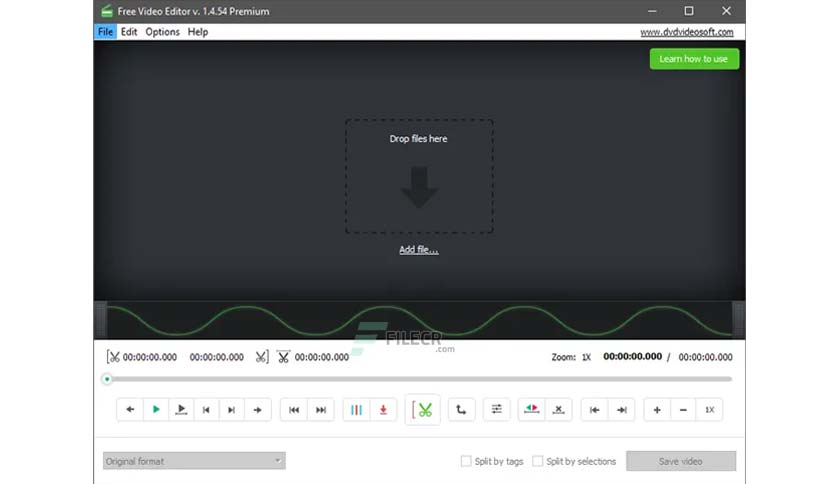 Free Video Editor v. 1.4.54 Premium
File Edit Options Help www.dvdvideosoft.com
Learn how to use
Drop files here
Add file...
FILECR
.com
00:00:00.000 00:00:00.000 00:00:00.000 Zoom: 1X 00:00:00.000 / 00:00:00.000
1X
Original format Split by tags Split by selections Save video